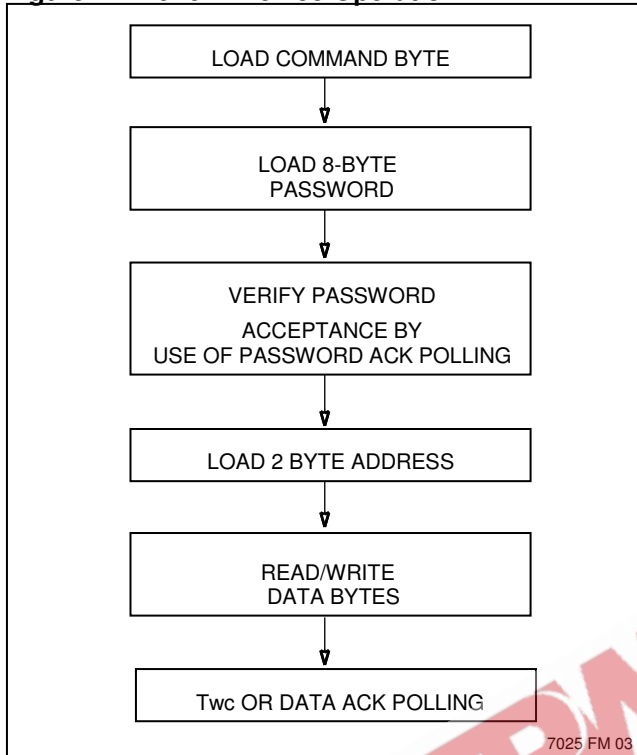 LOAD COMMAND BYTE
LOAD 8-BYTE
PASSWORD
VERIFY PASSWORD
ACCEPTANCE BY
USE OF PASSWORD ACK POLLING
LOAD 2 BYTE ADDRESS
READ/WRITE
DATA BYTES
Twc OR DATA ACK POLLING
7025 FM 03